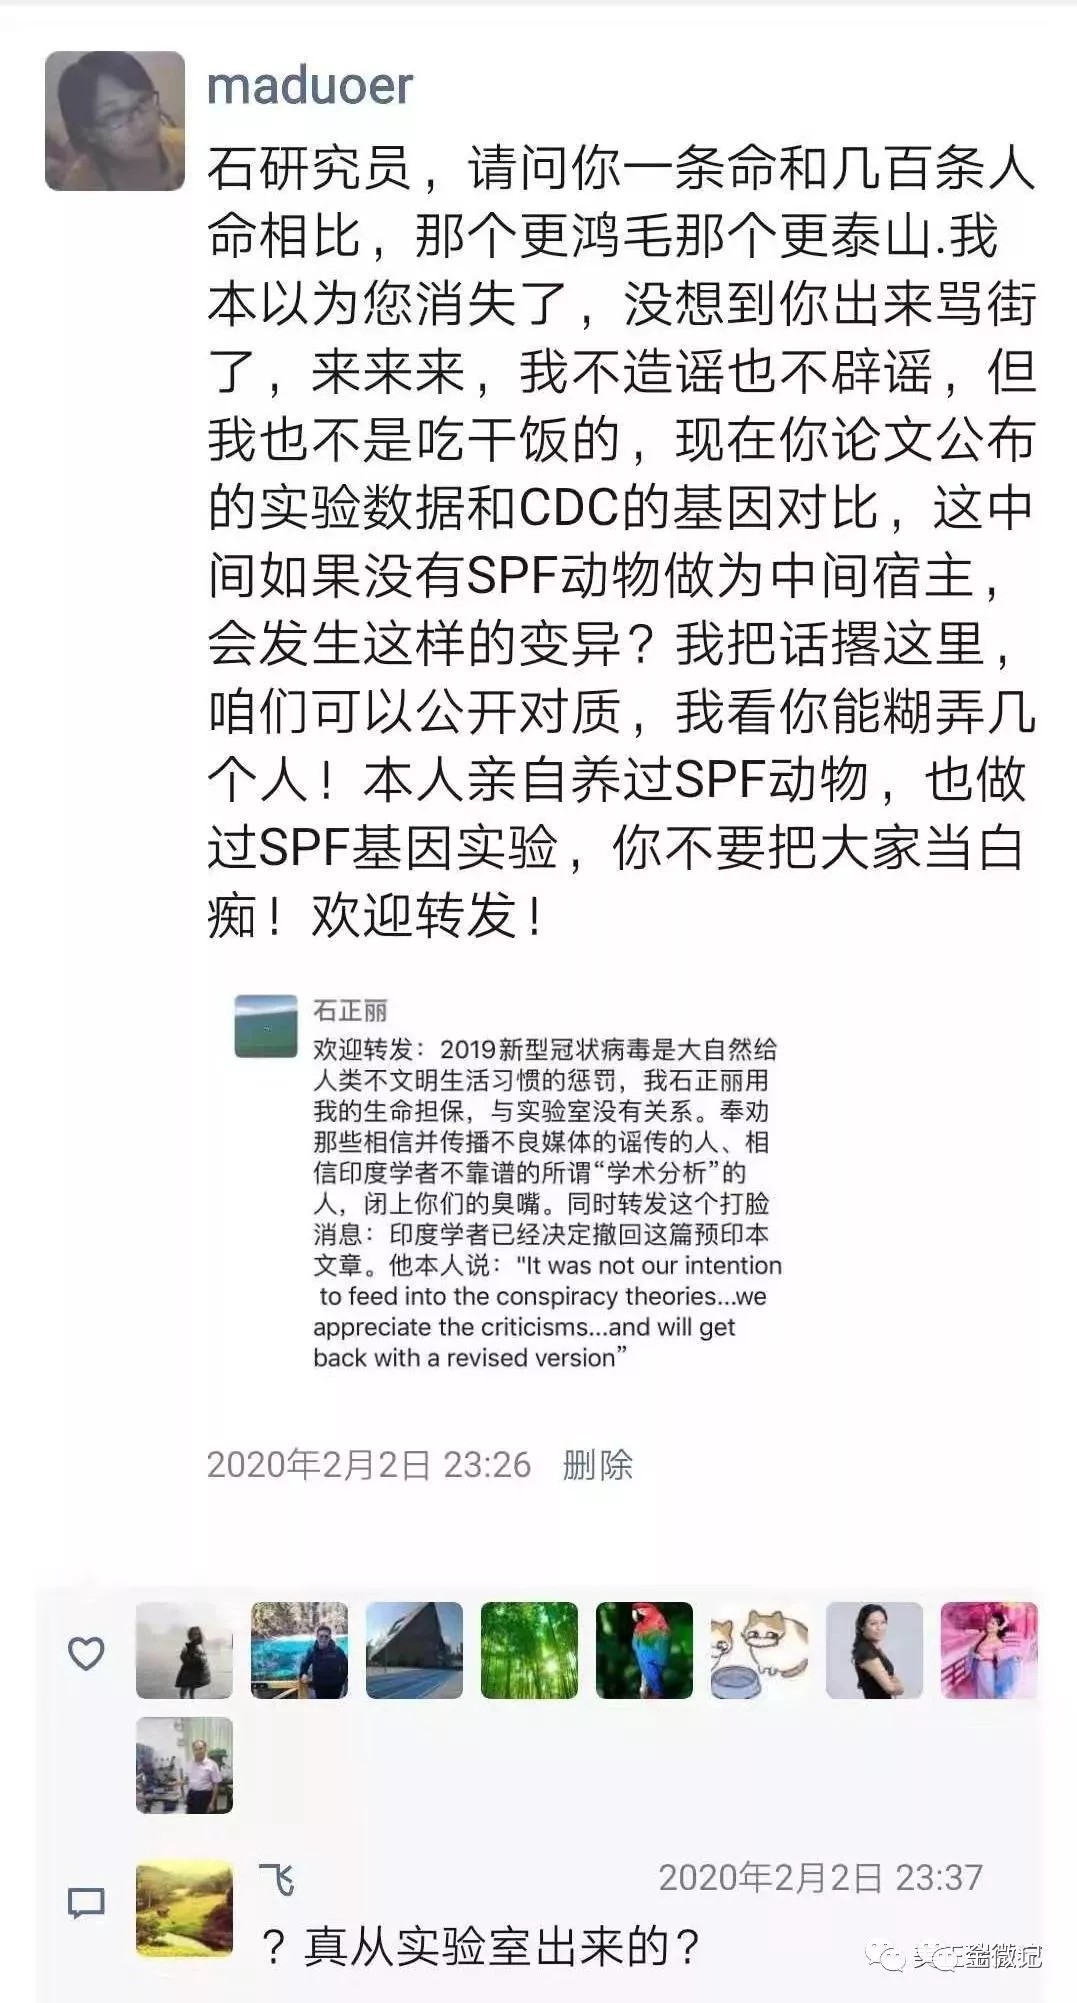 maduoer
石研究员，请问你一条命和几百条人
命相比，那个更鸿毛那个更泰山.我
本以为您消失了，没想到你出来骂街
了，来来来，我不造谣也不辟谣，但
我也不是吃干饭的，现在你论文公布
的实验数据和CDC的基因对比，这中
间如果没有SPF动物做为中间宿主，
会发生这样的变异？我把话撂这里，
咱们可以公开对质，我看你能糊弄几
个人！本人亲自养过SPF动物，也做
过SPF基因实验，你不要把大家当白
痴！欢迎转发！
石正丽
欢迎转发：2019新型冠状病毒是大自然给
人类不文明生活习惯的惩罚，我石正丽用
我的生命担保，与实验室没有关系。奉劝
那些相信并传播不良媒体的谣传的人、相
信印度学者不靠谱的所谓“学术分析”的
人，闭上你们的臭嘴。同时转发这个打脸
消息：印度学者已经决定撤回这篇预印本
文章。他本人说："It was not our intention
to feed into the conspiracy theories...we
appreciate the criticisms...and will get
back with a revised version”
2020年2月2日 23:26 删除
飞 2020年2月2日 23:37
？真从实验室出来的？